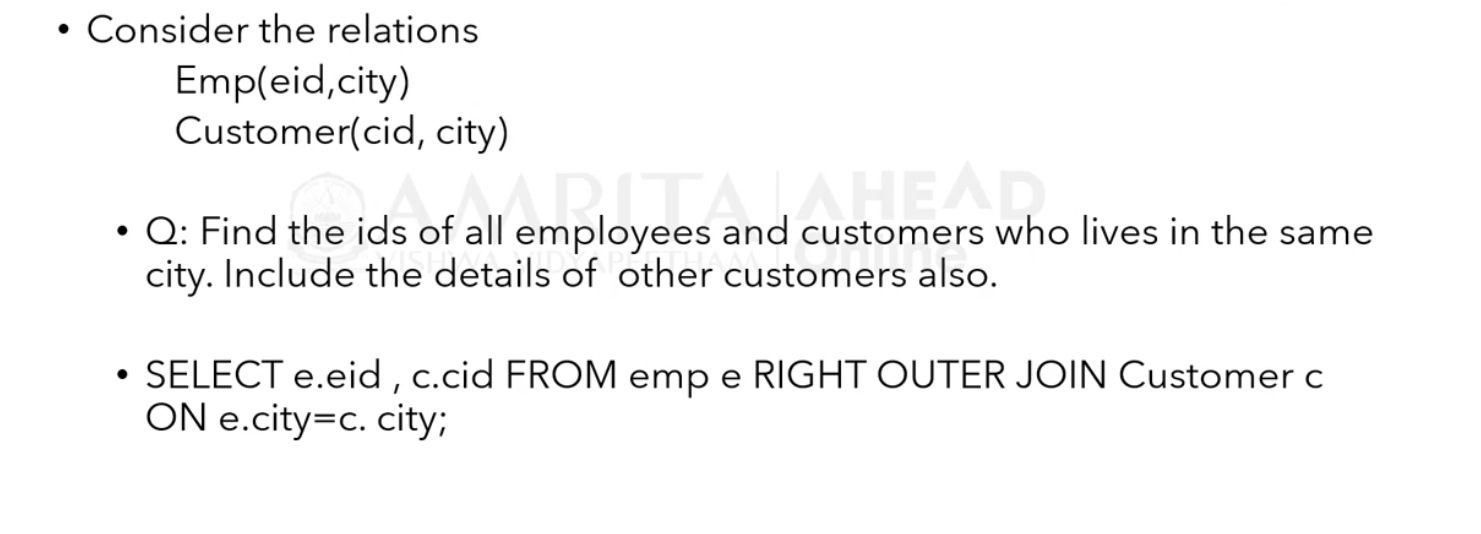 • Consider the relations
Emp(eid,city)
Customer(cid, city)
AMRITA | AHEAD
VISHWA VIDYAPEETHAM | Online
• Q: Find the ids of all employees and customers who lives in the same
city. Include the details of other customers also.
• SELECT e.eid , c.cid FROM emp e RIGHT OUTER JOIN Customer c
ON e.city=c. city;